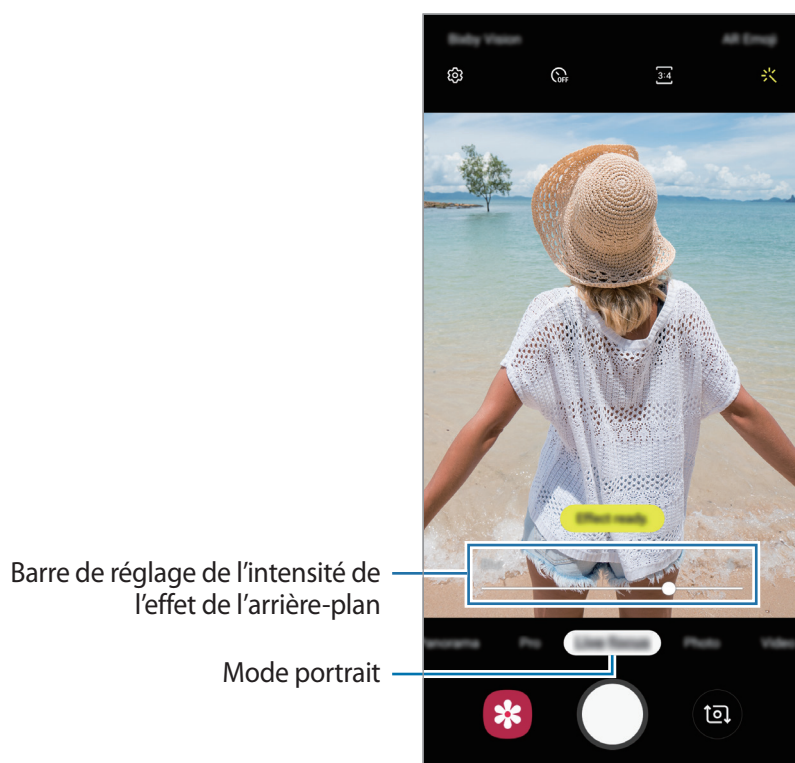 Bixby Vision
AR Emoji
OFF
3:4
Effect ready
Barre de réglage de l'intensité de
l'effet de l'arrière-plan
Panorama
Pro
Live focus
Photo
Video
Mode portrait